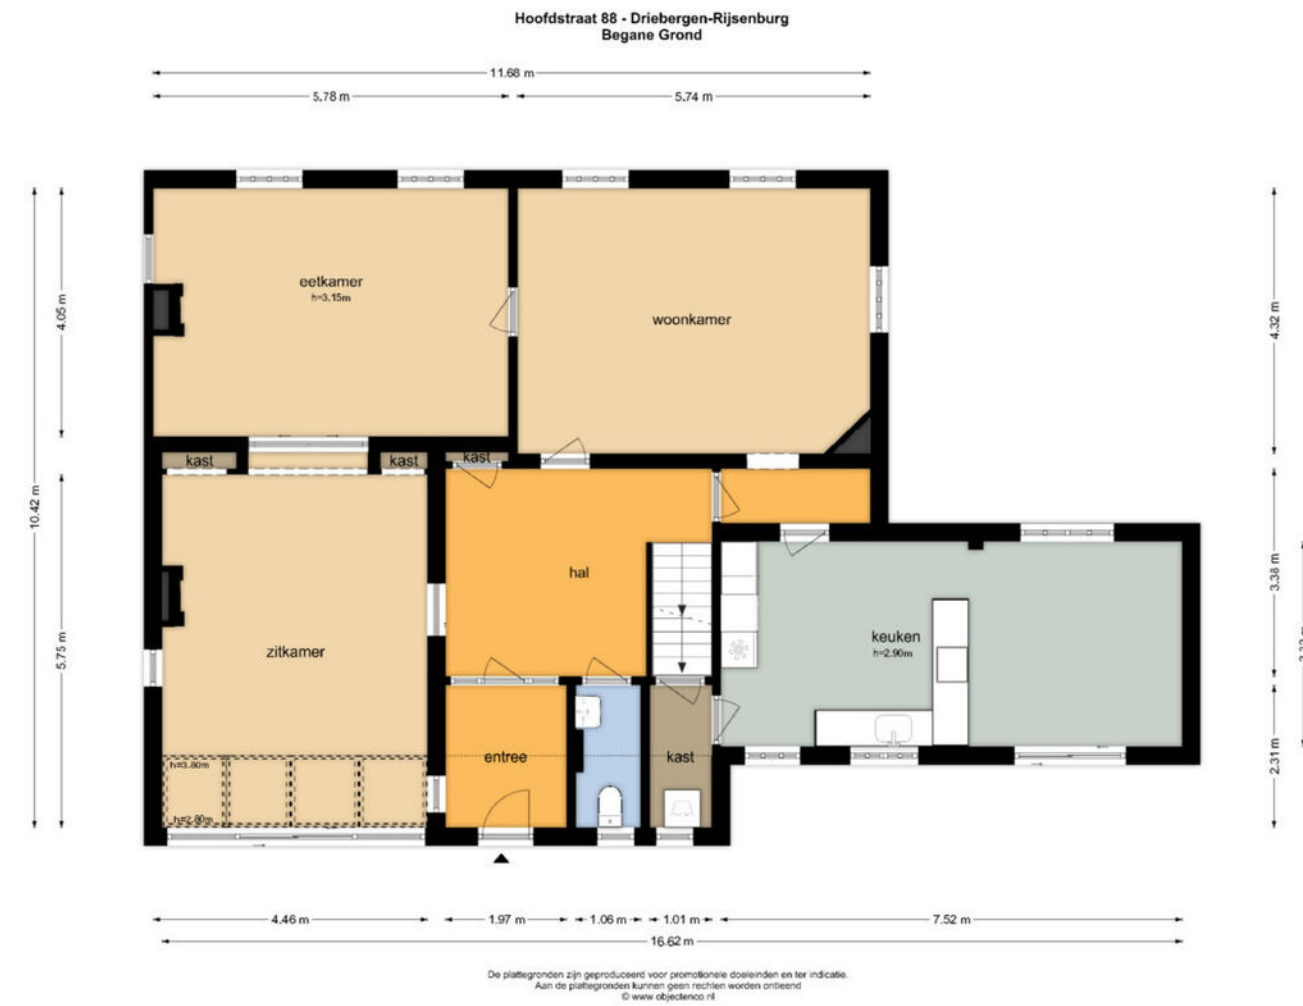 Hoofdstraat 88 - Driebergen-Rijsenburg
Begane Grond
11.68 m
5.78 m
5.74 m
4.05 m
10.42 m
5.75 m
4.32 m
3.38 m
2.31 m
eetkamer
h=3.15m
woonkamer
kast
kast
kast
hal
zitkamer
keuken
h=2.90m
entree
kast
h=3.80m
h=2.60m
4.46 m
1.97 m
1.06 m
1.01 m
7.52 m
16.62 m
De plattegronden zijn geproduceerd voor promotionele doeleinden en ter indicatie.
Aan de plattegronden kunnen geen rechten worden ontleend
© www.objectenco.nl